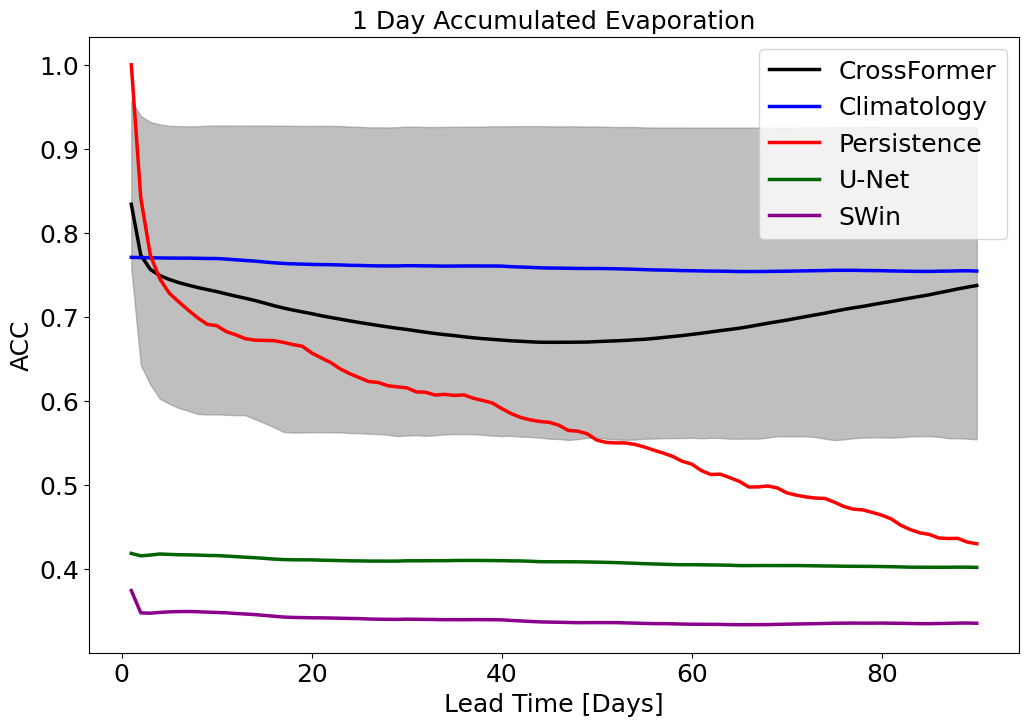 1 Day Accumulated Evaporation
CrossFormer
Climatology
Persistence
U-Net
SWin
1.0
0.9
0.8
0.7
0.6
0.5
0.4
ACC
0
20
40
60
80
Lead Time [Days]